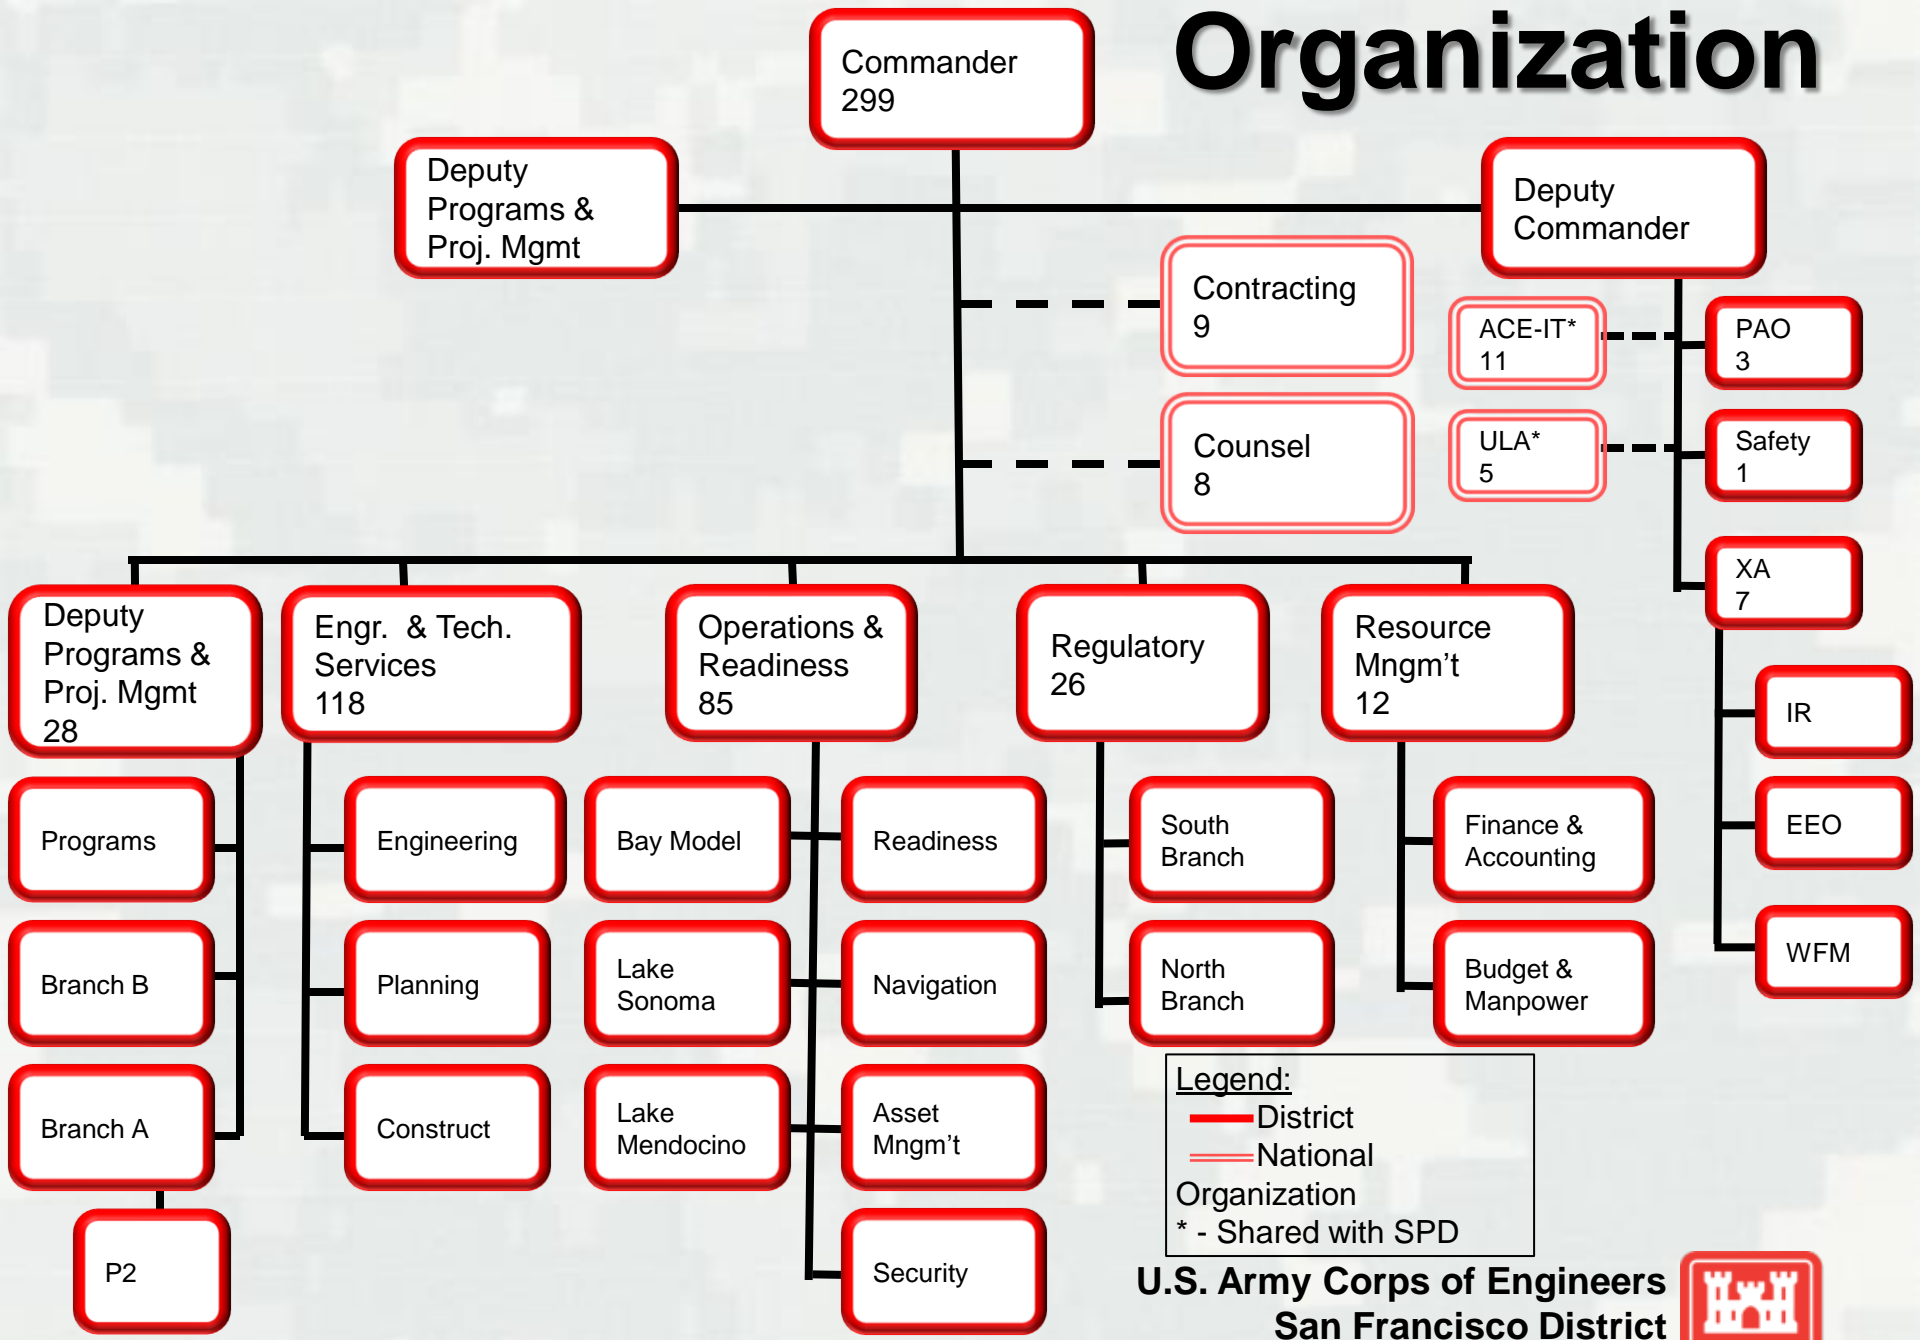 Organization
Commander
299
Deputy
Programs &
Proj. Mgmt
Deputy
Commander
Contracting
9
ACE-IT*
11
PAO
3
Counsel
8
ULA*
5
Safety
1
XA
7
Deputy
Programs &
Proj. Mgmt
28
Engr. & Tech.
Services
118
Operations &
Readiness
85
Regulatory
26
Resource
Mngm’t
12
IR
EEO
WFM
Programs
Engineering
Bay Model
Readiness
South
Branch
Finance &
Accounting
Branch B
Planning
Lake
Sonoma
Navigation
North
Branch
Budget &
Manpower
Branch A
Construct
Lake
Mendocino
Asset
Mngm’t
P2
Security
Legend:
District
National
Organization
* - Shared with SPD
U.S. Army Corps of Engineers
San Francisco District